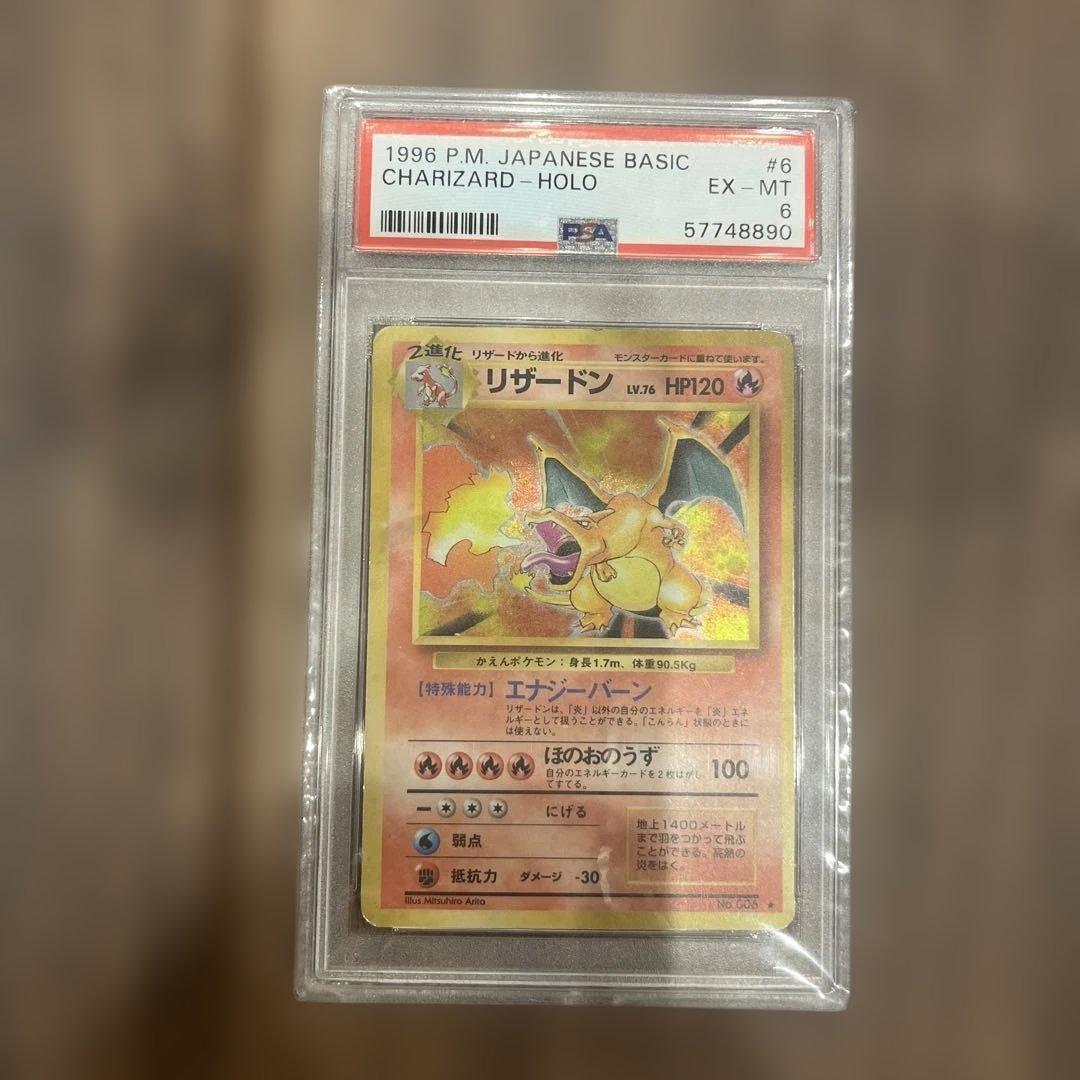 1996 P.M. JAPANESE BASIC #6
CHARIZARD - HOLO EX - MT
6
PSA 57748890
2進化 リザードから進化 モンスターカードに重ねて使います。
リザードン LV.76 HP120
かえんポケモン:身長1.7m、体重90.5Kg
【特殊能力】エナジーバーン
リザードンは、「炎」以外の自分のエネルギーを「炎」エネ
ルギーとして扱うことができる。「こんらん」状態のときに
は使えない。
ほのおのうず
自分のエネルギーカードを2枚はがし
てすてる。
100
にげる
弱点
抵抗力 ダメージ -30
地上1400メートル
まで羽をつかって飛ぶ
ことができる。高熱の
炎をはく。
Illus.Mitsuhiro Arita No.006 ★